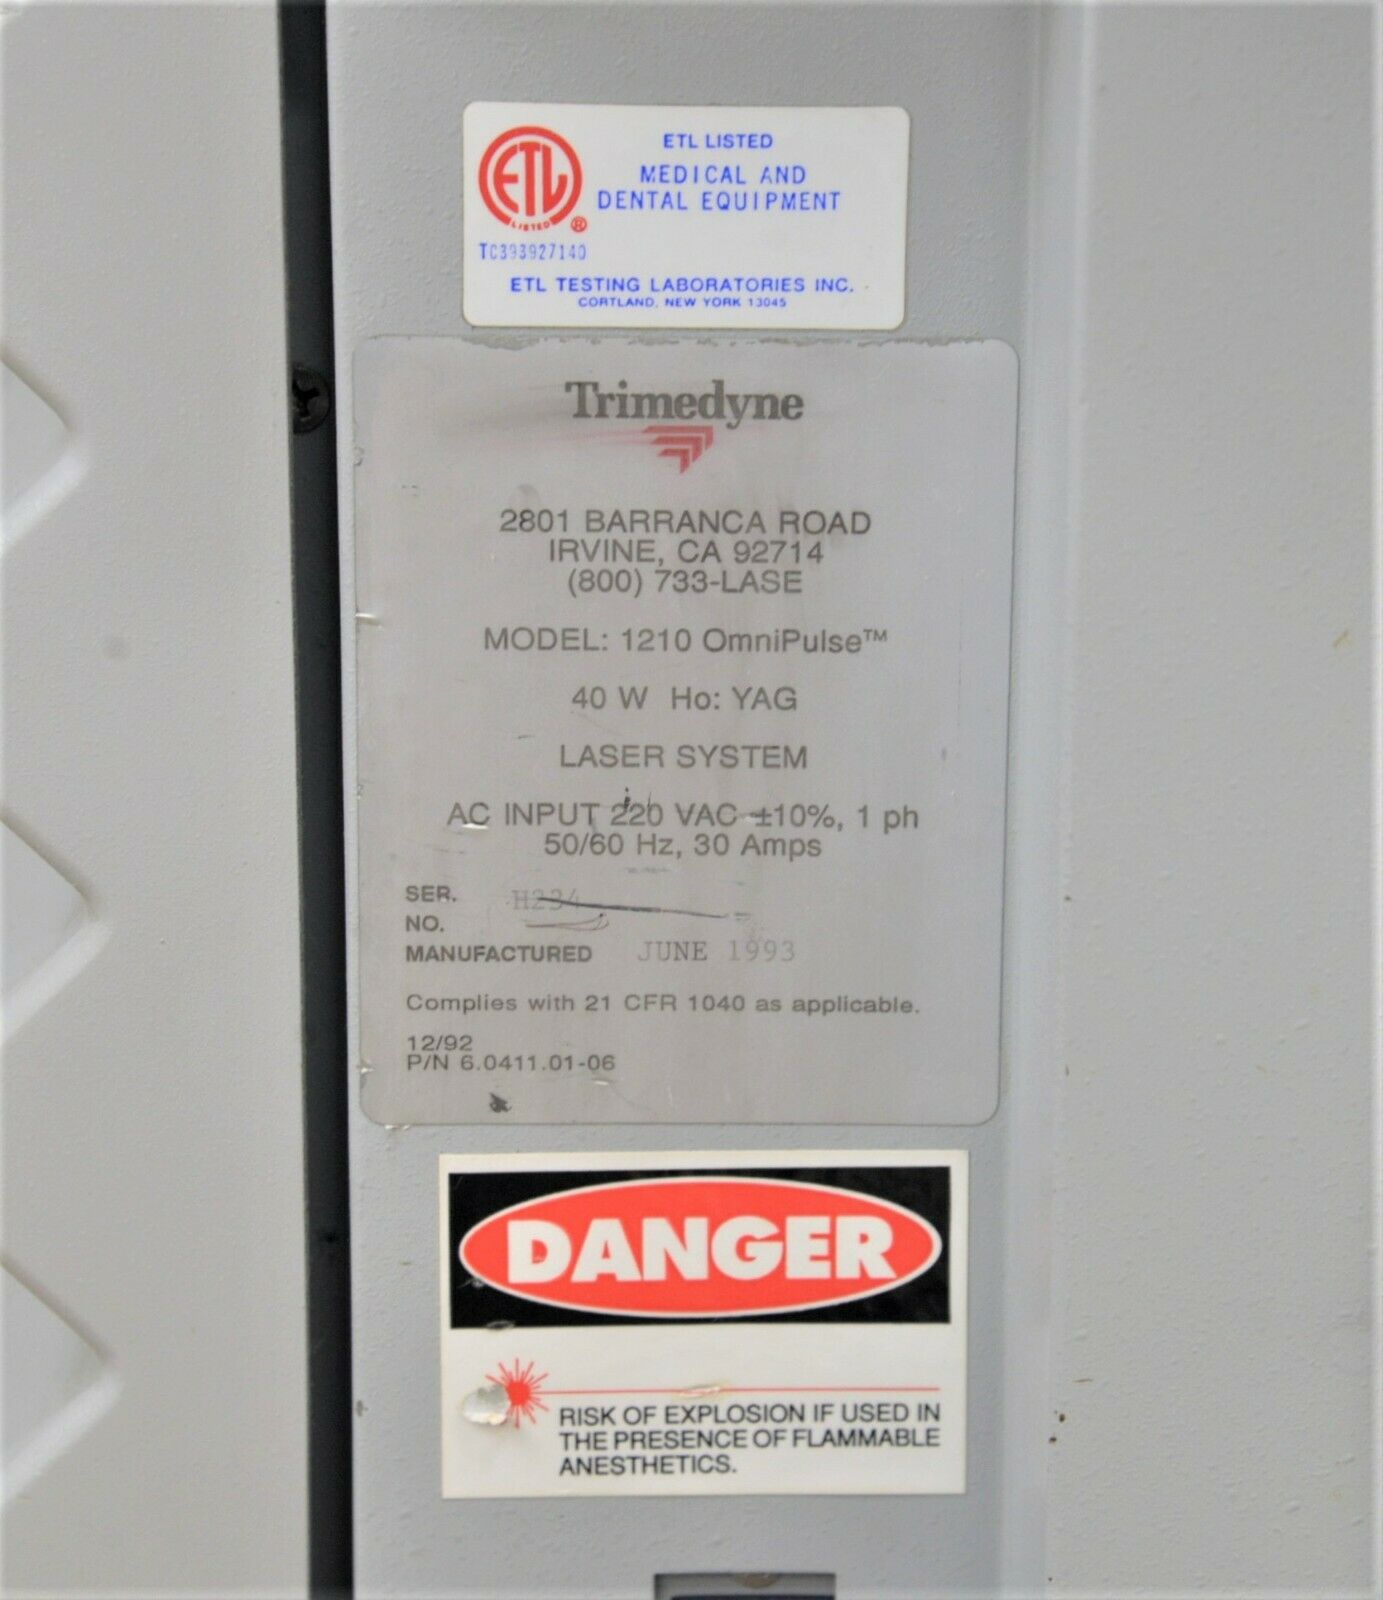 ETL LISTED
MEDICAL AND
DENTAL EQUIPMENT
ETL
LISTED ®
TC393927140
ETL TESTING LABORATORIES INC.
CORTLAND, NEW YORK 13045
Trimedyne
2801 BARRANCA ROAD
IRVINE, CA 92714
(800) 733-LASE
MODEL: 1210 OmniPulse™
40 W Ho: YAG
LASER SYSTEM
AC INPUT 220 VAC ±10%, 1 ph
50/60 Hz, 30 Amps
SER. H234
NO.
MANUFACTURED JUNE 1993
Complies with 21 CFR 1040 as applicable.
12/92
P/N 6.0411.01-06
DANGER
RISK OF EXPLOSION IF USED IN
THE PRESENCE OF FLAMMABLE
ANESTHETICS.